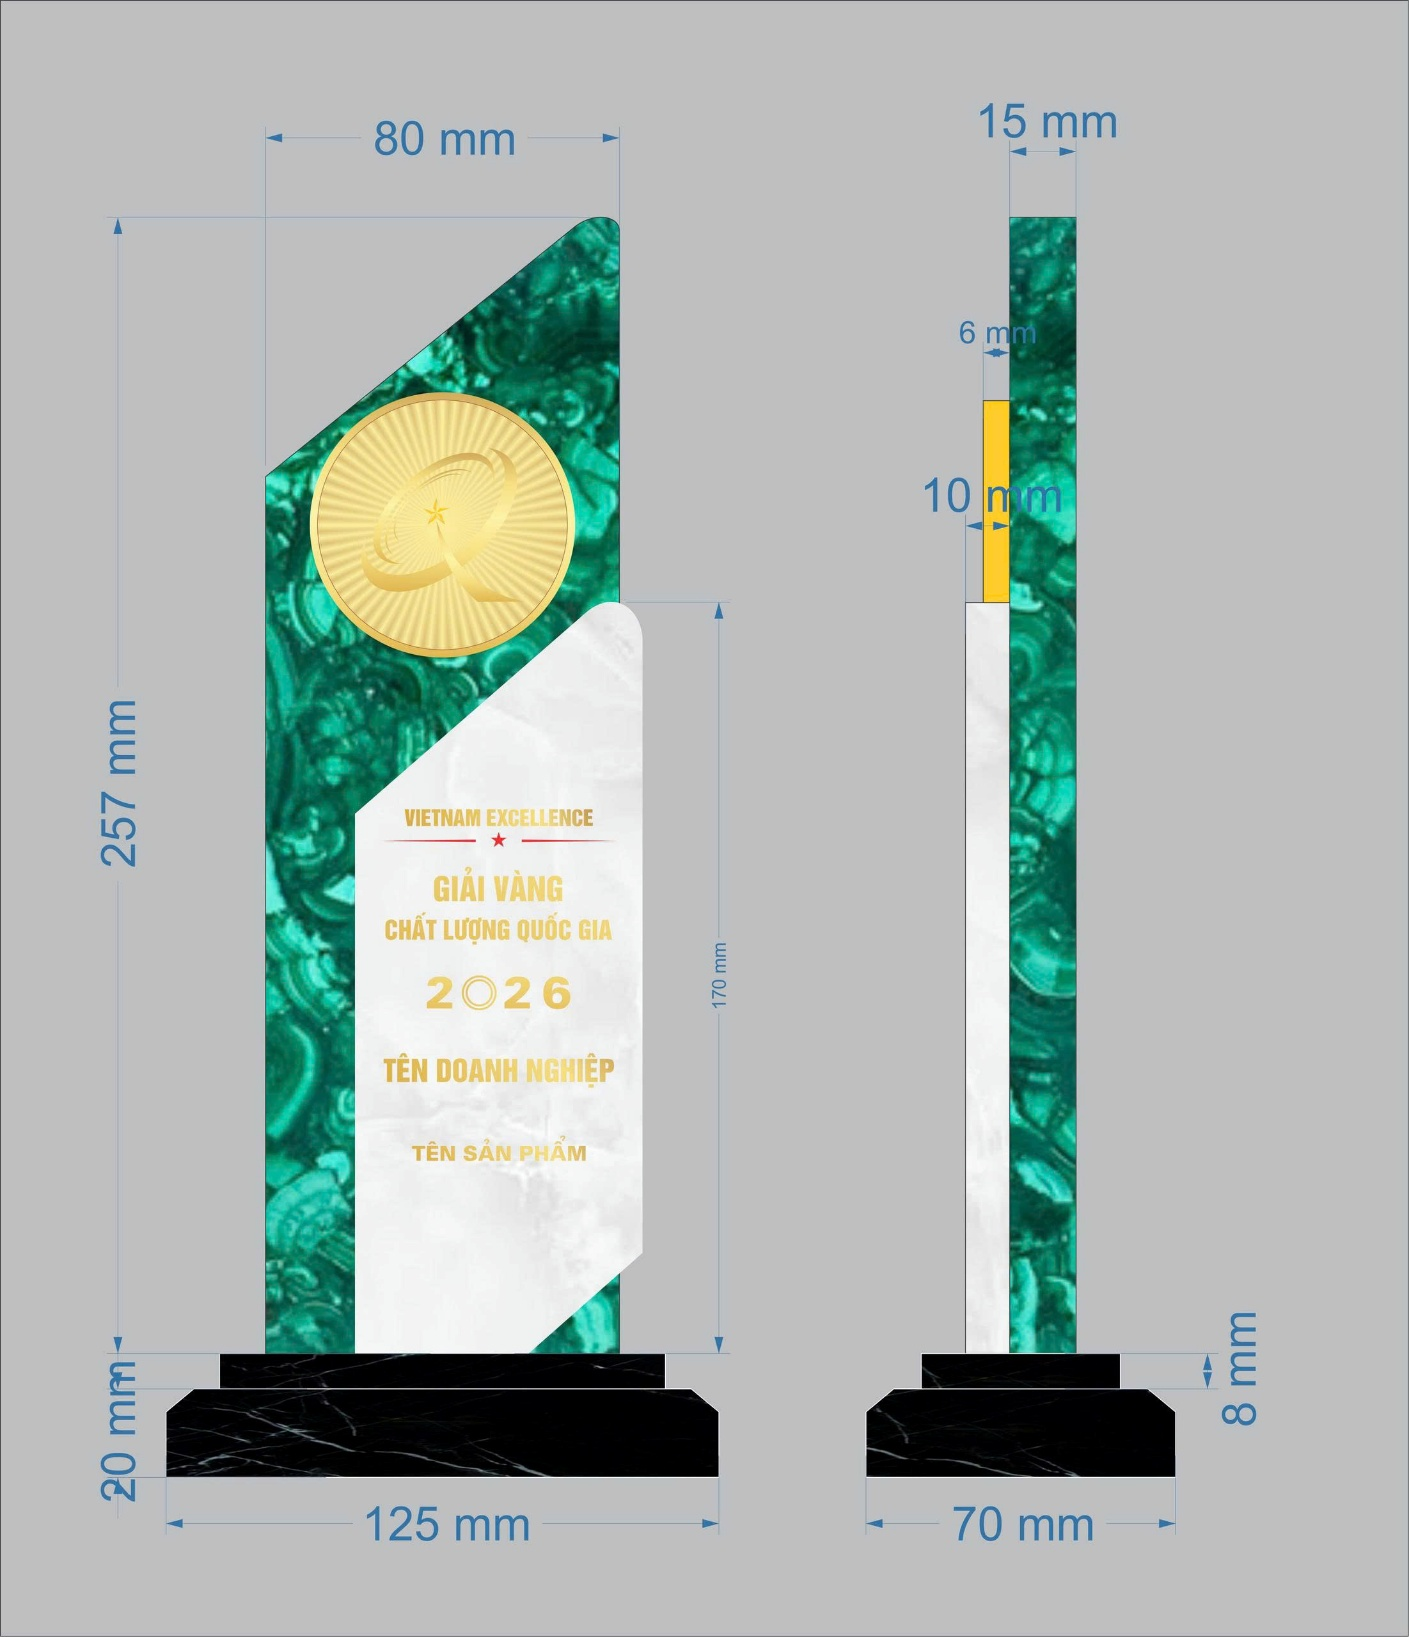 80 mm
15 mm
6 mm
10 mm
257 mm
170 mm
VIETNAM EXCELLENCE
GIẢI VÀNG
CHẤT LƯỢNG QUỐC GIA
2026
TÊN DOANH NGHIỆP
TÊN SẢN PHẨM
20 mm
8 mm
125 mm
70 mm